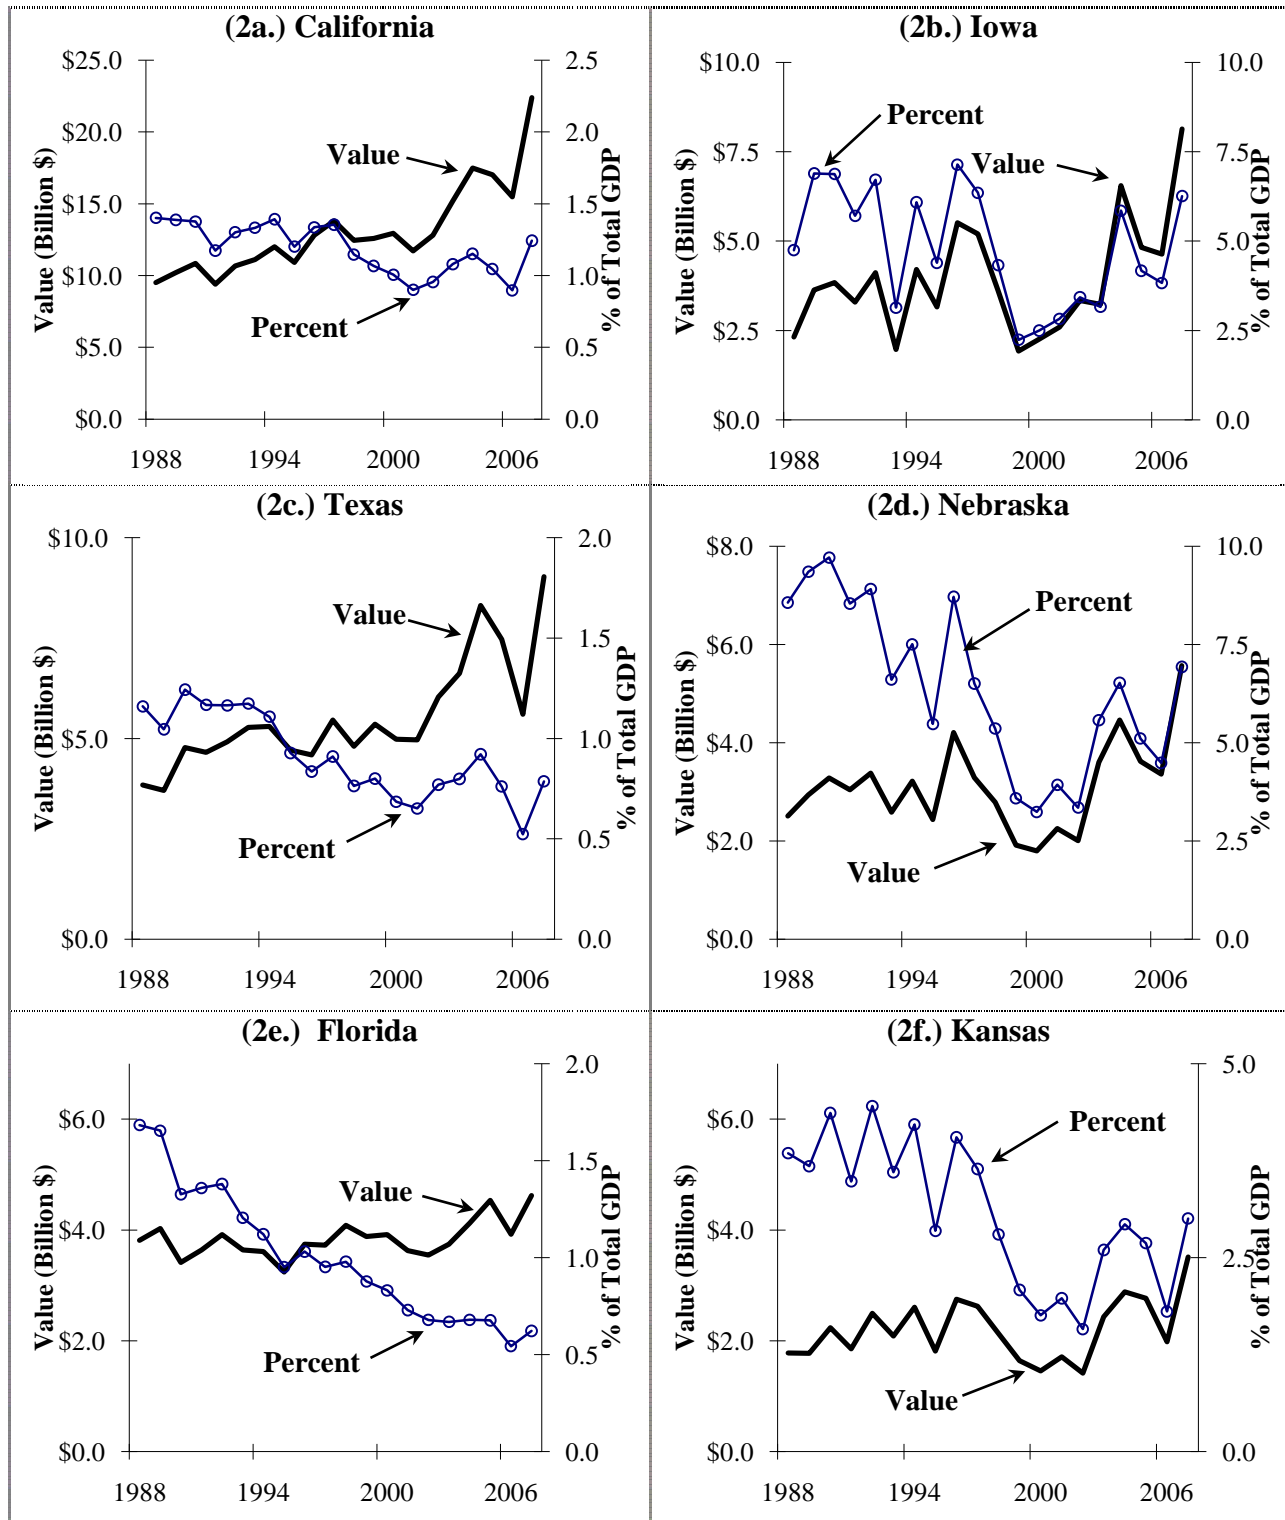 (2a.) California
$25.0
$20.0
$15.0
$10.0
$5.0
$0.0
Value (Billion $)
2.5
2.0
1.5
1.0
0.5
0.0
% of Total GDP
Value
Percent
1988 1994 2000 2006
(2b.) Iowa
$10.0
$7.5
$5.0
$2.5
$0.0
Value (Billion $)
10.0
7.5
5.0
2.5
0.0
% of Total GDP
Percent
Value
1988 1994 2000 2006
(2c.) Texas
$10.0
$5.0
$0.0
Value (Billion $)
2.0
1.5
1.0
0.5
0.0
% of Total GDP
Value
Percent
1988 1994 2000 2006
(2d.) Nebraska
$8.0
$6.0
$4.0
$2.0
$0.0
Value (Billion $)
10.0
7.5
5.0
2.5
0.0
% of Total GDP
Percent
Value
1988 1994 2000 2006
(2e.) Florida
$6.0
$4.0
$2.0
$0.0
Value (Billion $)
2.0
1.5
1.0
0.5
0.0
% of Total GDP
Value
Percent
1988 1994 2000 2006
(2f.) Kansas
$6.0
$4.0
$2.0
$0.0
Value (Billion $)
5.0
2.5
0.0
% of Total GDP
Percent
Value
1988 1994 2000 2006